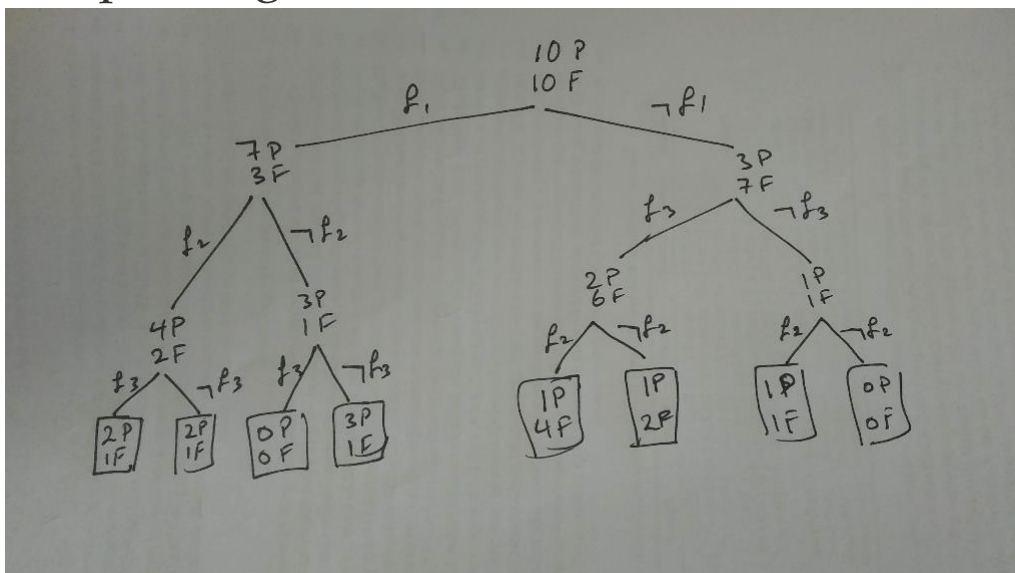 10 P
10 F
f₁
¬f₁
7P
3F
3P
7F
f₂
¬f₂
f₃
¬f₃
4P
2F
3P
1F
2P
6F
1P
1F
f₃
¬f₃
f₃
¬f₃
f₂
¬f₂
f₂
¬f₂
2P
1F
2P
1F
0P
0F
3P
1F
1P
4F
1P
2F
1P
1F
0P
0F